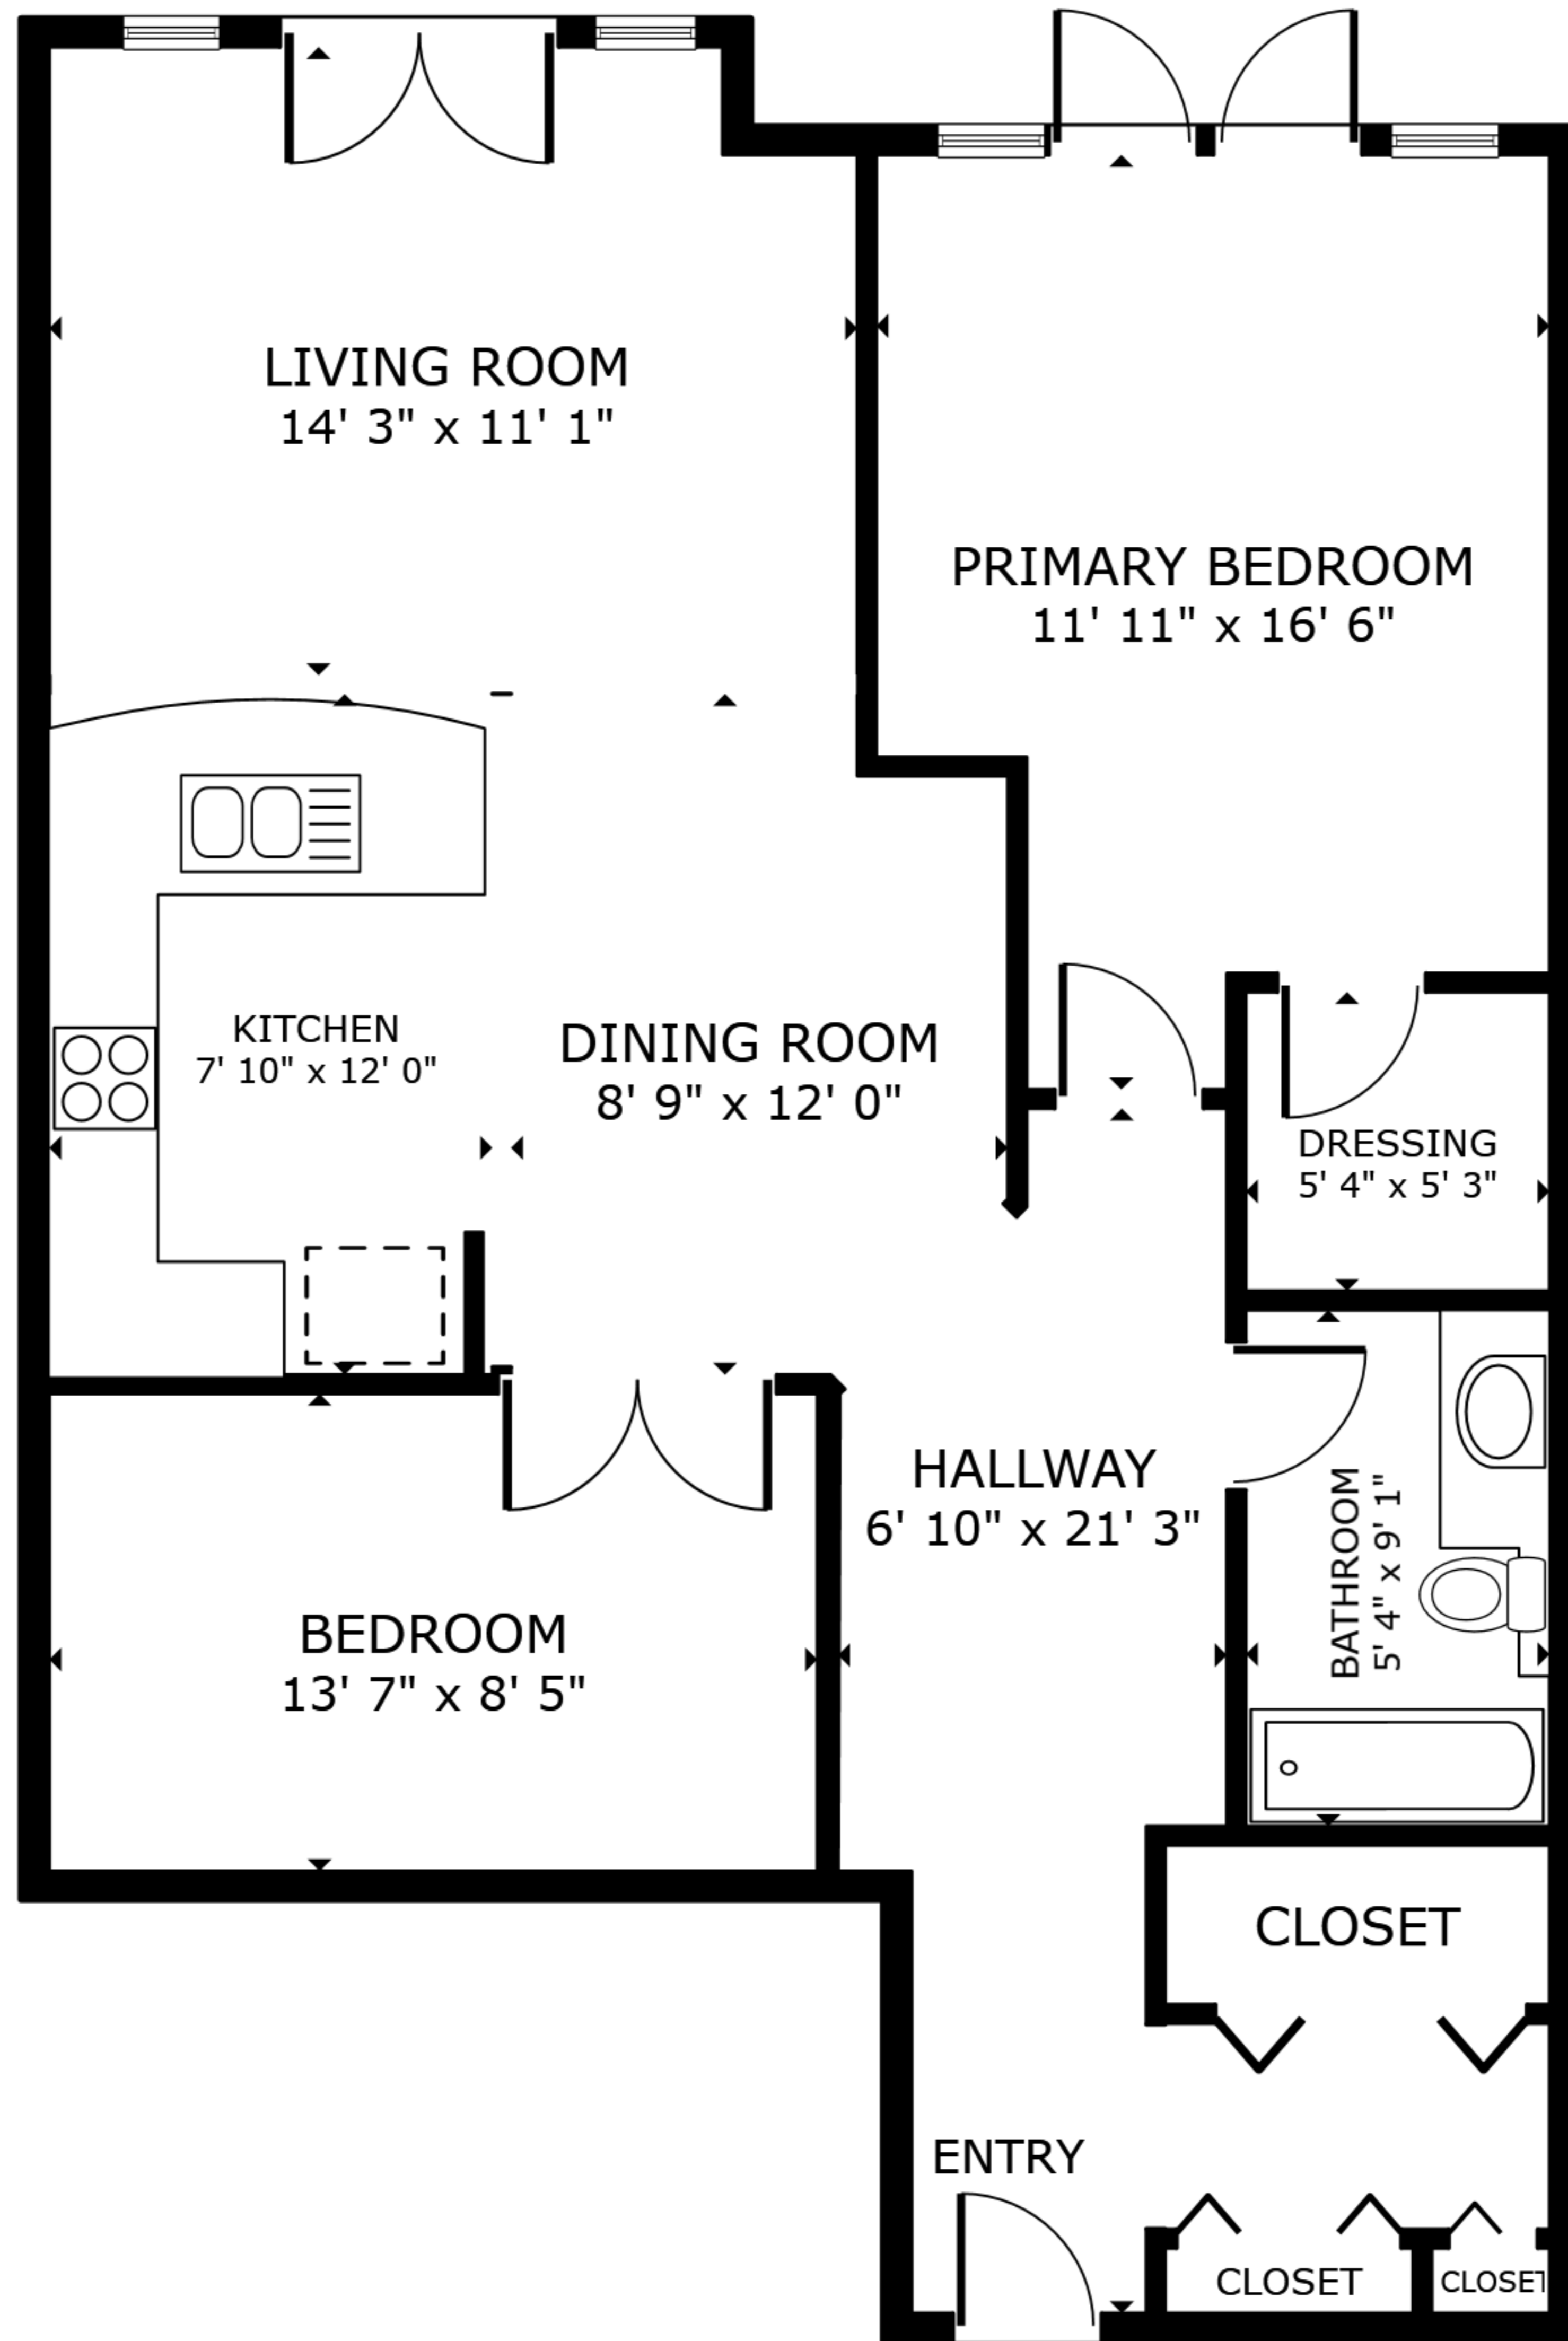 LIVING ROOM
14' 3" x 11' 1"
PRIMARY BEDROOM
11' 11" x 16' 6"
KITCHEN
7' 10" x 12' 0"
DINING ROOM
8' 9" x 12' 0"
DRESSING
5' 4" x 5' 3"
HALLWAY
6' 10" x 21' 3"
BATHROOM
5' 4" x 9' 1"
BEDROOM
13' 7" x 8' 5"
CLOSET
ENTRY
CLOSET
CLOSET